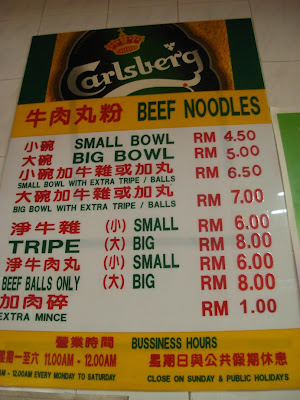 Carlsberg
牛肉丸粉 BEEF NOODLES
小碗 SMALL BOWL RM 4.50
大碗 BIG BOWL RM 5.00
小碗加牛雜或加丸 RM 6.50
SMALL BOWL WITH EXTRA TRIPE / BALLS
大碗加牛雜或加丸 RM 7.00
BIG BOWL WITH EXTRA TRIPE / BALLS
淨牛雜 (小) SMALL RM 6.00
TRIPE (大) BIG RM 8.00
淨牛肉丸 (小) SMALL RM 6.00
BEEF BALLS ONLY (大) BIG RM 8.00
加肉碎 RM 1.00
EXTRA MINCE
營業時間 BUSSINESS HOURS
星期一至六 11.00AM - 12.00AM 星期日與公共假期休息
AM - 12.00AM EVERY MONDAY TO SATURDAY CLOSE ON SUNDAY & PUBLIC HOLIDAYS